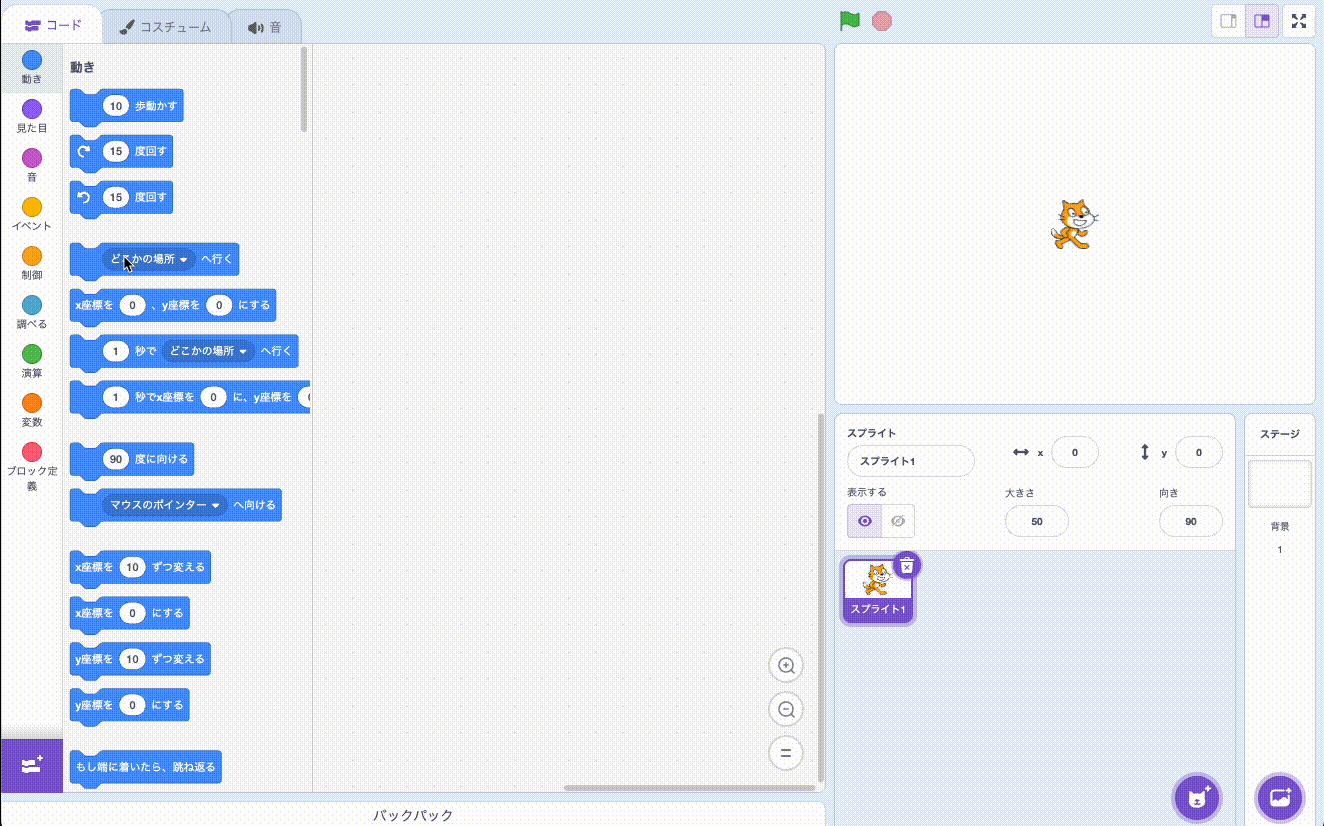 コード
コスチューム
音
動き
見た目
音
イベント
制御
調べる
演算
変数
ブロック定
義
動き
10 歩動かす
15 度回す
15 度回す
どこかの場所 へ行く
x座標を 0 、y座標を 0 にする
1 秒で どこかの場所 へ行く
1 秒でx座標を 0 に、y座標を
90 度に向ける
マウスのポインター へ向ける
x座標を 10 ずつ変える
x座標を 0 にする
y座標を 10 ずつ変える
y座標を 0 にする
もし端に着いたら、跳ね返る
バックパック
スプライト
スプライト1
x 0
y 0
表示する
大きさ
50
向き
90
スプライト1
ステージ
背景
1